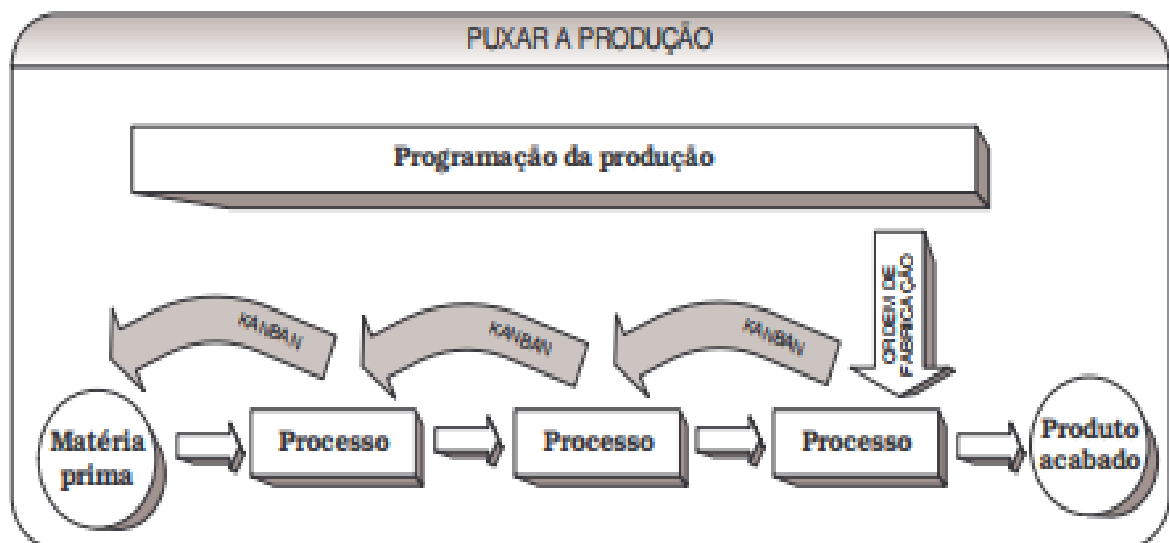 PUXAR A PRODUÇÃO
Programação da produção
ORDEM DE
FABRICAÇÃO
KANBAN
KANBAN
KANBAN
Matéria
prima
Processo
Processo
Processo
Produto
acabado